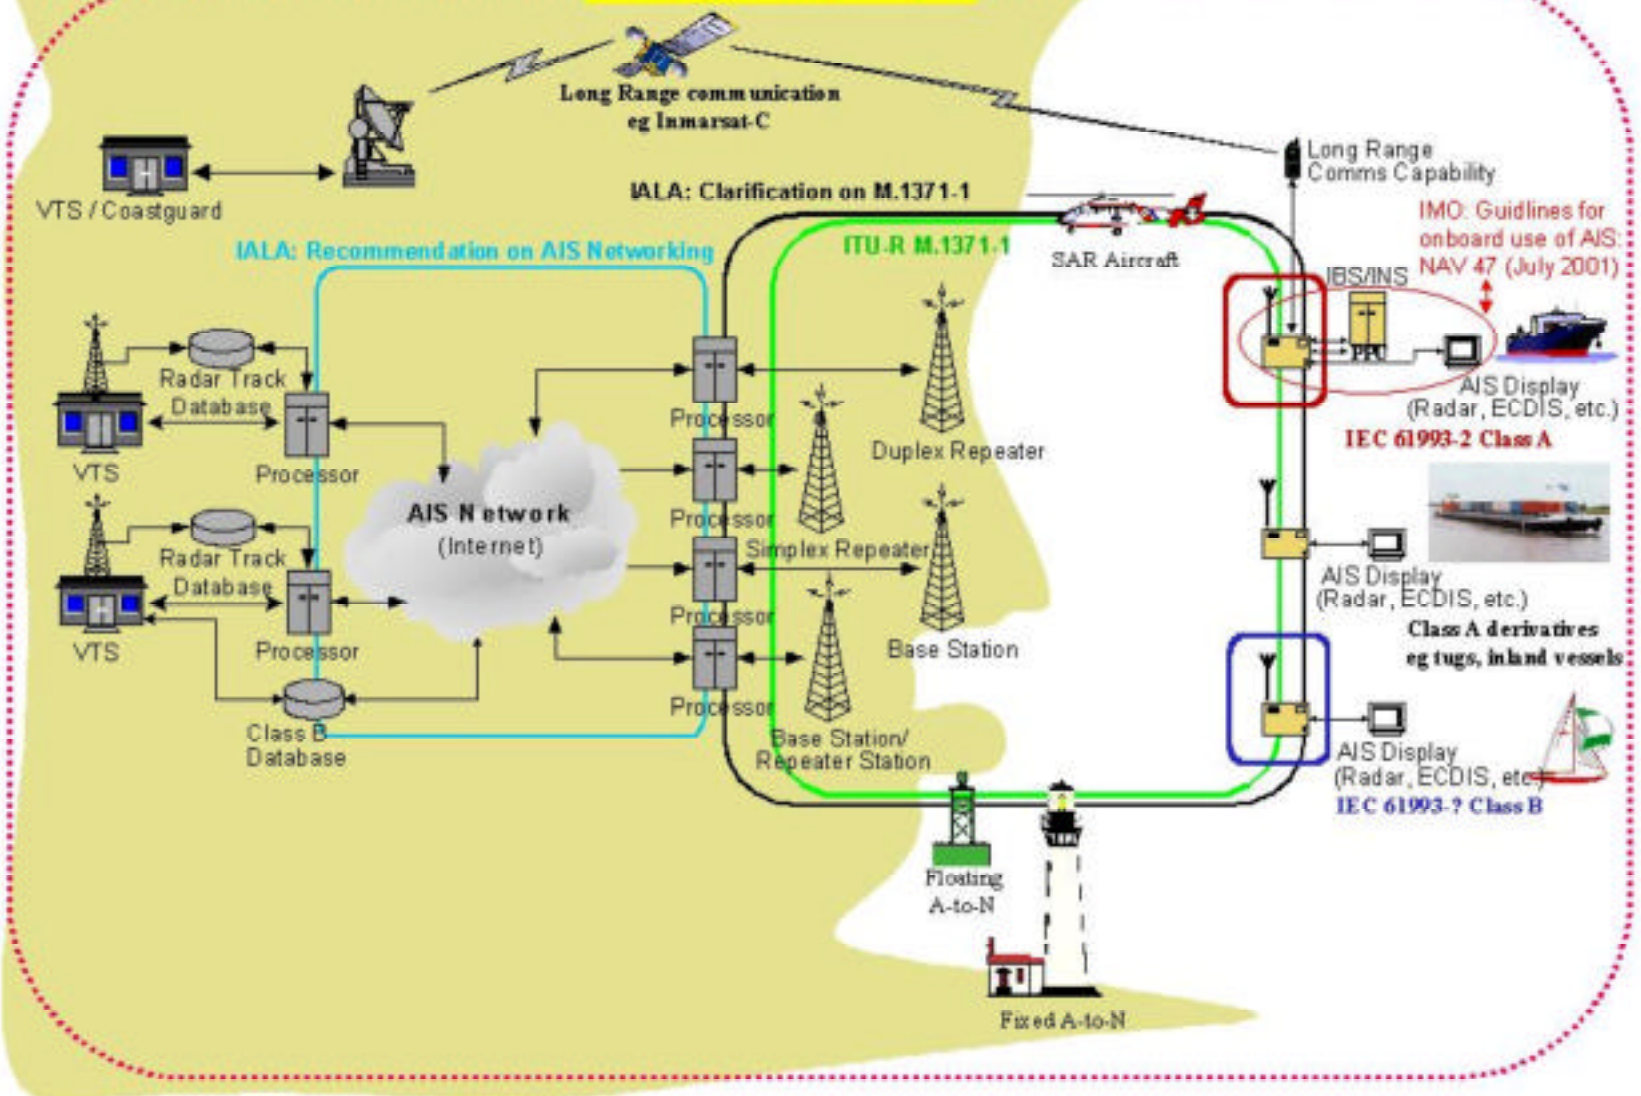 Long Range communication
eg Inmarsat-C
Long Range
Comms Capability
VTS / Coastguard
IALA: Clarification on M.1371-1
IMO: Guidlines for
onboard use of AIS:
NAV 47 (July 2001)
IALA: Recommendation on AIS Networking
ITU-R M.1371-1
SAR Aircraft
IBS/INS
PPU
Radar Track
Database
VTS
Processor
Processor
Duplex Repeater
AIS Display
(Radar, ECDIS, etc.)
IEC 61993-2 Class A
AIS Network
(Internet)
Processor
Simplex Repeater
Radar Track
Database
VTS
Processor
Processor
Base Station
AIS Display
(Radar, ECDIS, etc.)
Class A derivatives
eg tugs, inland vessels
Class B
Database
Processor
Base Station/
Repeater Station
AIS Display
(Radar, ECDIS, etc.)
IEC 61993-? Class B
Floating
A-to-N
Fixed A-to-N